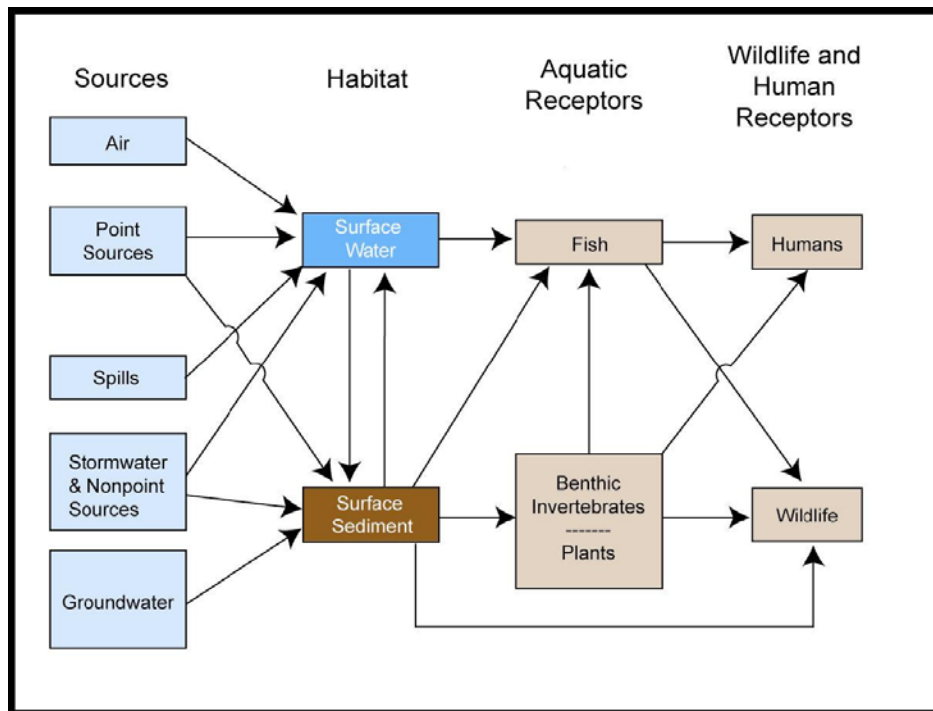 Sources
Habitat
Aquatic
Receptors
Wildlife and
Human
Receptors
Air
Point
Sources
Surface
Water
Fish
Humans
Spills
Stormwater
& Nonpoint
Sources
Surface
Sediment
Benthic
Invertebrates
-------
Plants
Wildlife
Groundwater